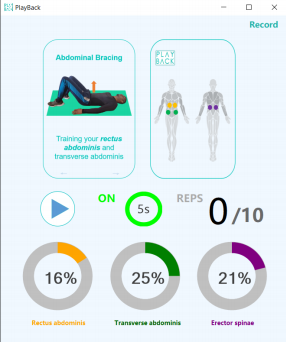 PlayBack
Record
Abdominal Bracing
PLAY
BACK
Training your rectus
abdominis and
transverse abdominis
ON
5s
REPS
0/10
16%
25%
21%
Rectus abdominis
Transverse abdominis
Erector spinae